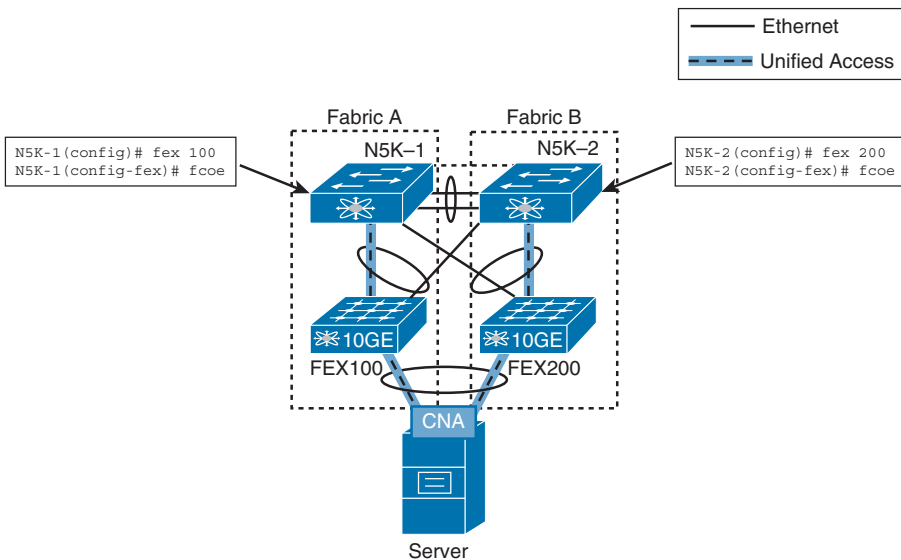 Ethernet
Unified Access
Fabric A
Fabric B
N5K-1
N5K–2
N5K-1(config)# fex 100
N5K-1(config-fex)# fcoe
N5K-2(config)# fex 200
N5K-2(config-fex)# fcoe
10GE
10GE
FEX100
FEX200
CNA
Server